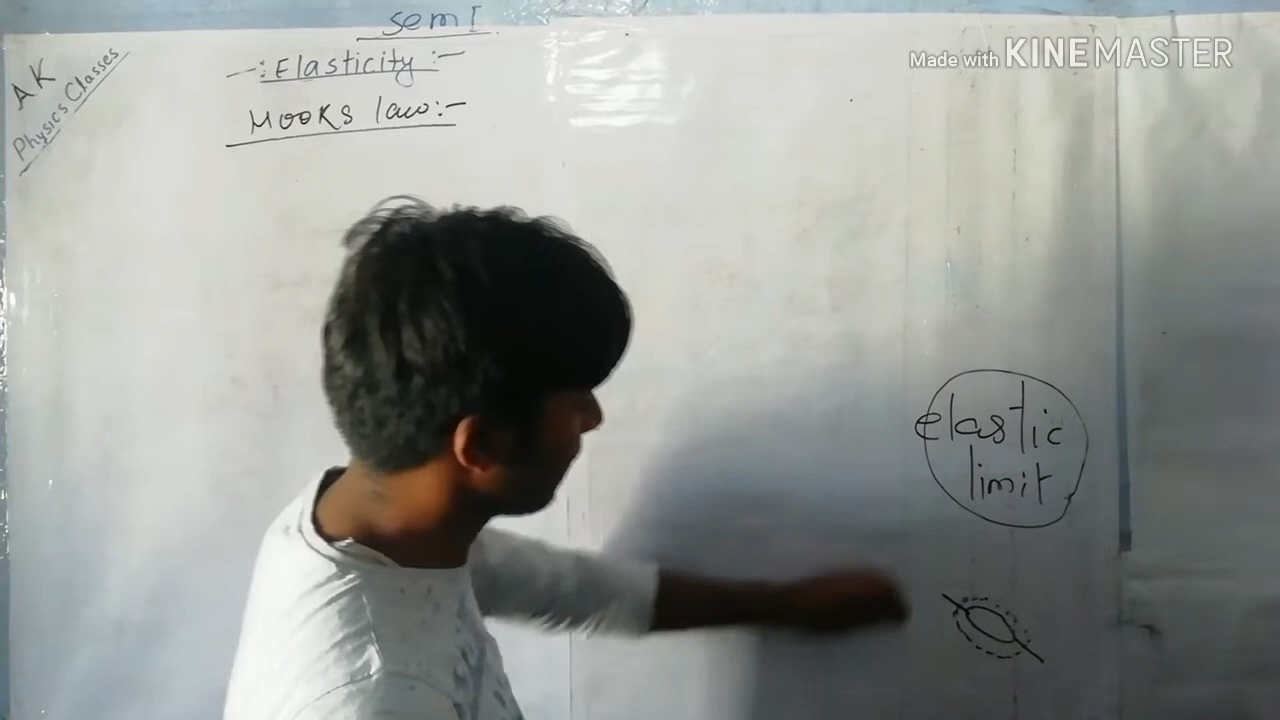 sem I
AK
Physics Classes
-:Elasticity:-
Hooks law:-
Made with KINEMASTER
elastic
limit